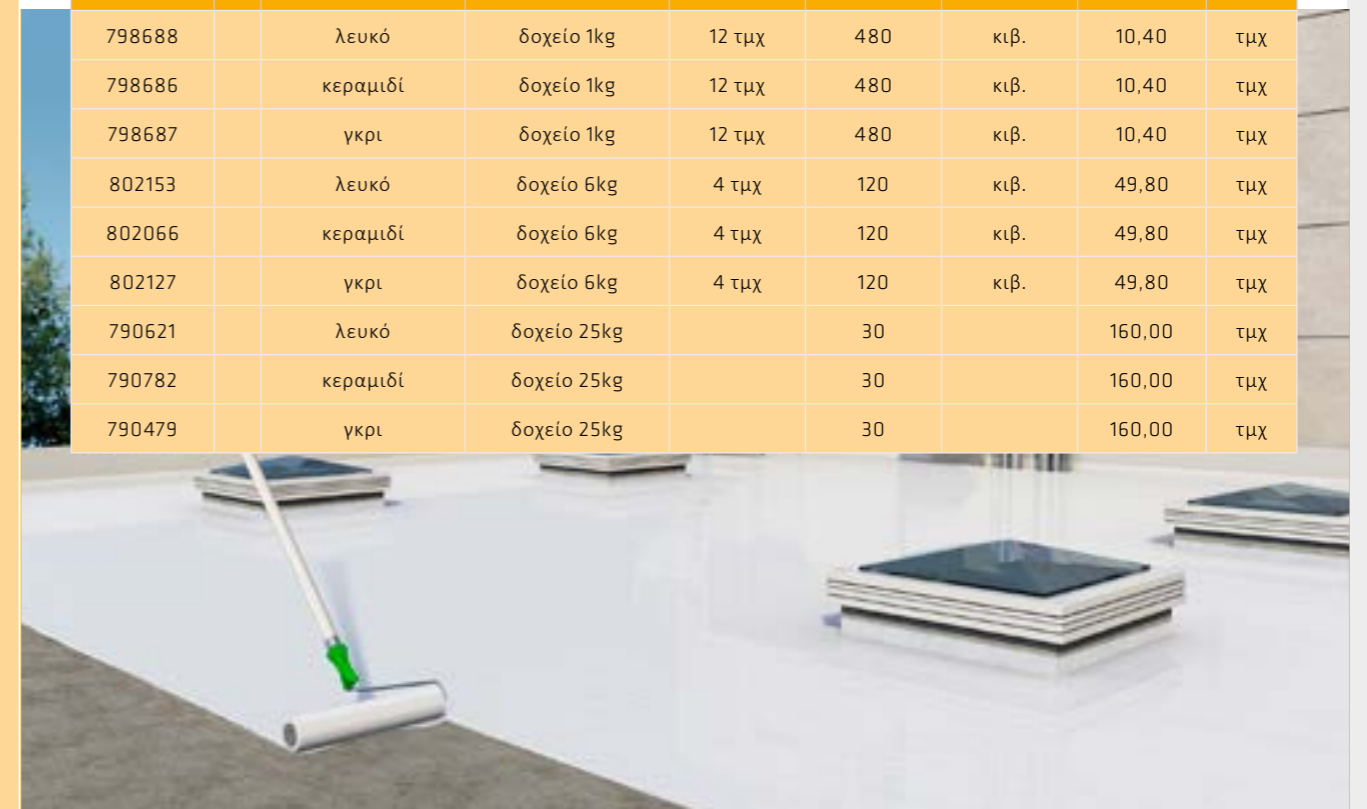 798688 λευκό δοχείο 1kg 12 τμχ 480 κιβ. 10,40 τμχ
798686 κεραμιδί δοχείο 1kg 12 τμχ 480 κιβ. 10,40 τμχ
798687 γκρι δοχείο 1kg 12 τμχ 480 κιβ. 10,40 τμχ
802153 λευκό δοχείο 6kg 4 τμχ 120 κιβ. 49,80 τμχ
802066 κεραμιδί δοχείο 6kg 4 τμχ 120 κιβ. 49,80 τμχ
802127 γκρι δοχείο 6kg 4 τμχ 120 κιβ. 49,80 τμχ
790621 λευκό δοχείο 25kg 30 160,00 τμχ
790782 κεραμιδί δοχείο 25kg 30 160,00 τμχ
790479 γκρι δοχείο 25kg 30 160,00 τμχ